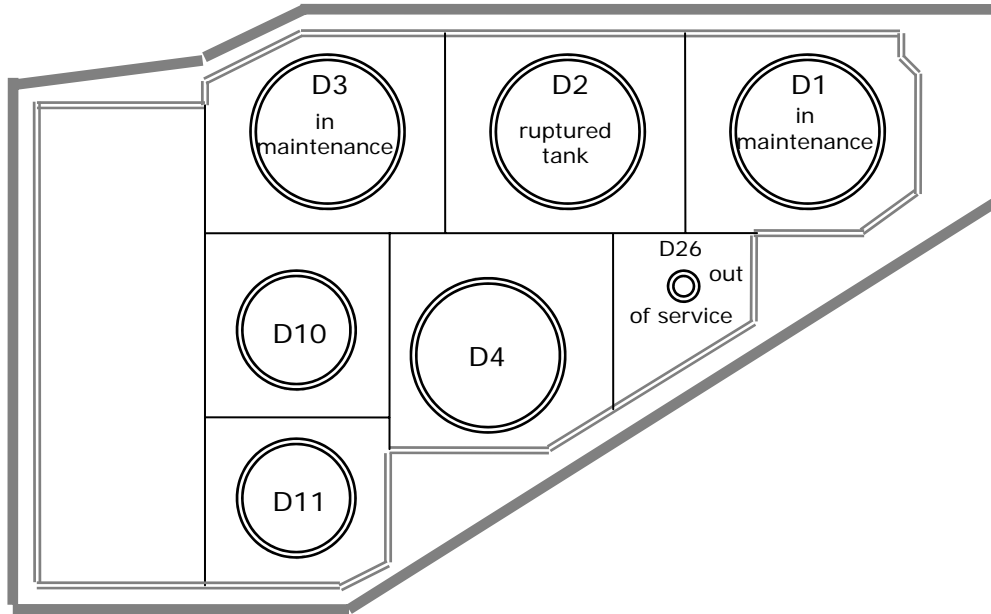 D3
in
maintenance
D2
ruptured
tank
D1
in
maintenance
D26
out
of service
D10
D4
D11